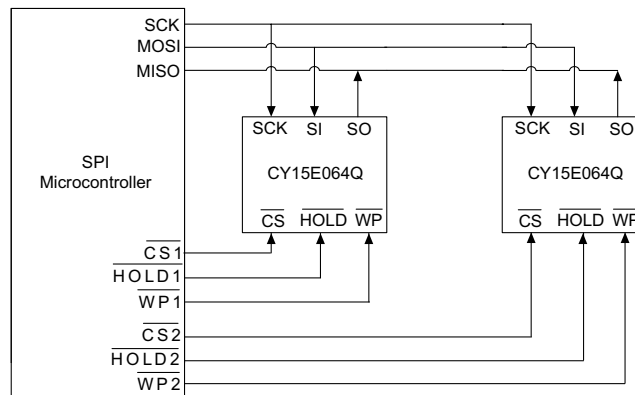 SCK
MOSI
MISO
SPI
Microcontroller
CS1
HOLD1
WP1
CS2
HOLD2
WP2
SCK SI SO
CY15E064Q
CS HOLD WP
SCK SI SO
CY15E064Q
CS HOLD WP